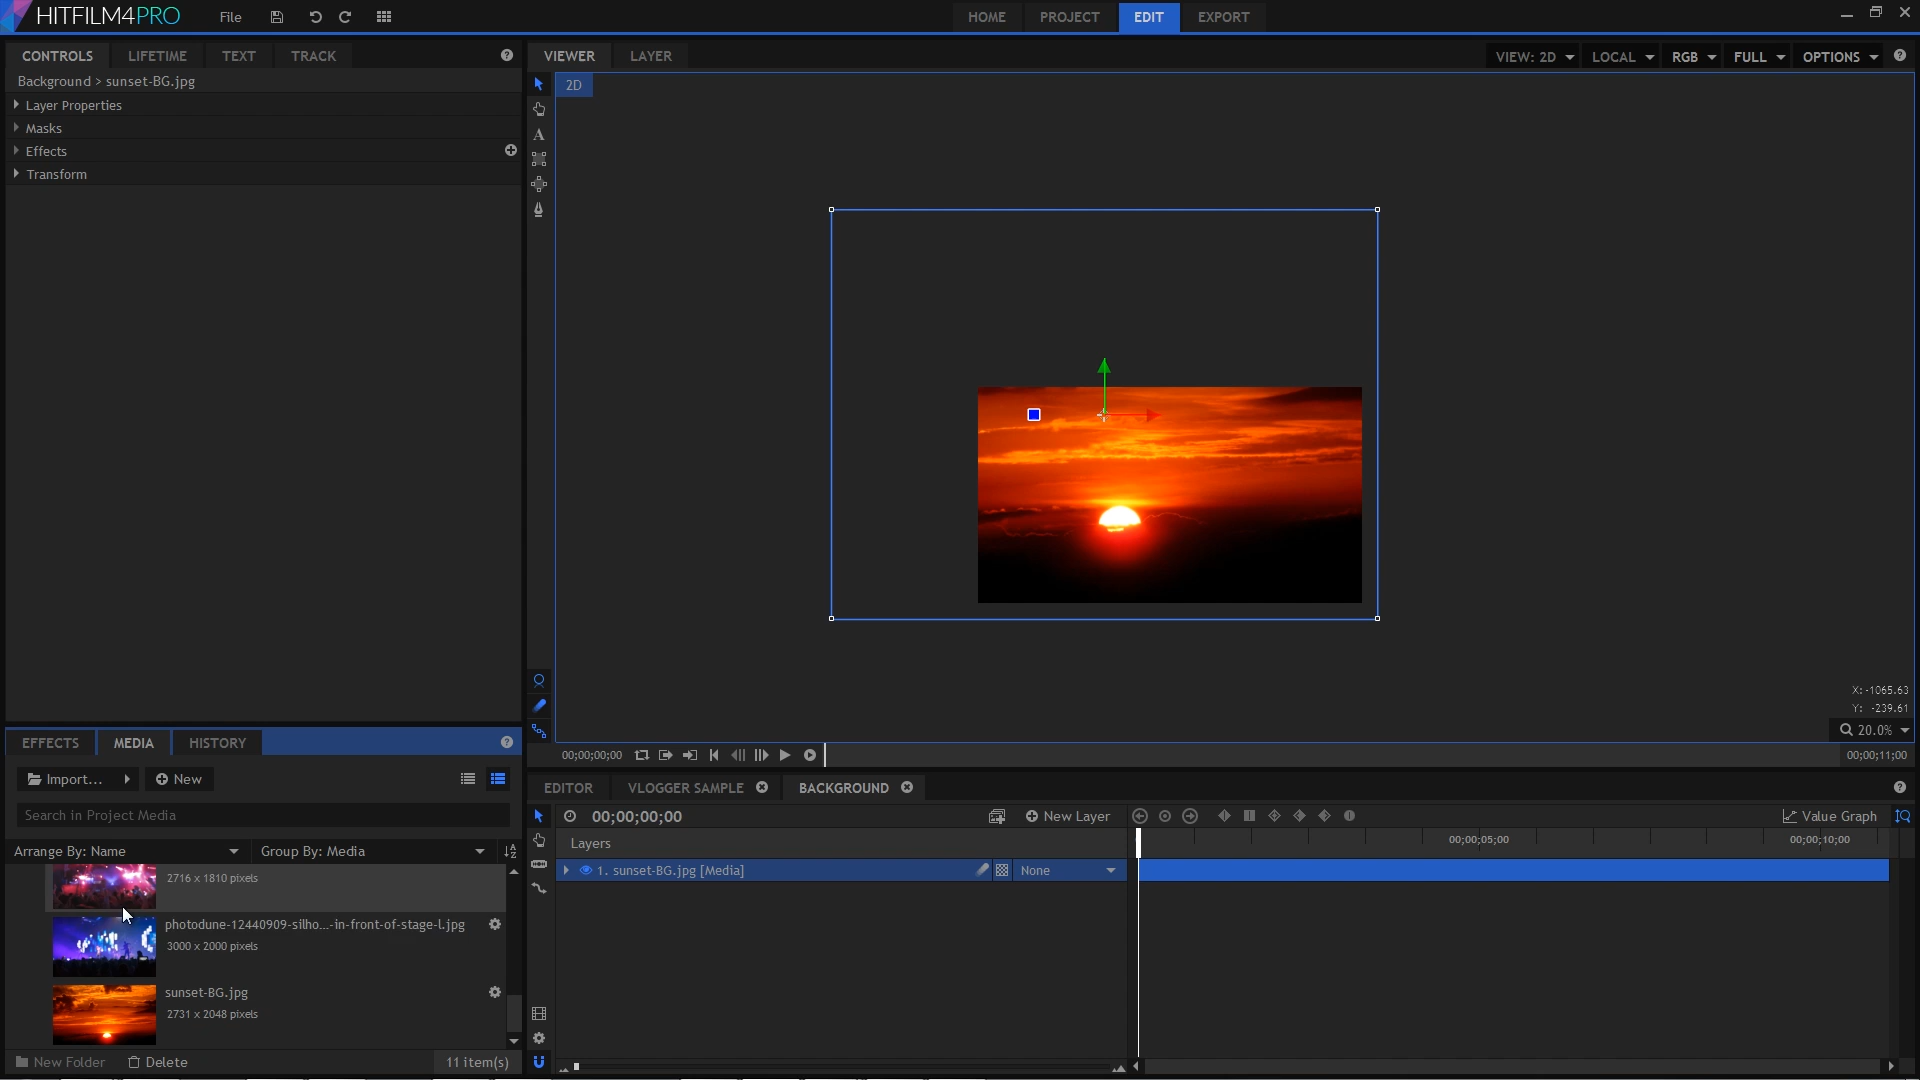 HITFILM4PRO File HOME PROJECT EDIT EXPORT
CONTROLS LIFETIME TEXT TRACK
Background > sunset-BG.jpg
Layer Properties
Masks
Effects
Transform
VIEWER LAYER VIEW: 2D LOCAL RGB FULL OPTIONS
2D
X: -1065.63
Y: -239.61
20.0%
00;00;00;00 00;00;11;00
EFFECTS MEDIA HISTORY
Import... New
Search in Project Media
Arrange By: Name Group By: Media
2716 x 1810 pixels
photodune-12440909-silho...-in-front-of-stage-l.jpg
3000 x 2000 pixels
sunset-BG.jpg
2731 x 2048 pixels
New Folder Delete 11 item(s)
EDITOR VLOGGER SAMPLE BACKGROUND
00;00;00;00 New Layer Value Graph
Layers 00;00;05;00 00;00;10;00
1. sunset-BG.jpg [Media] None